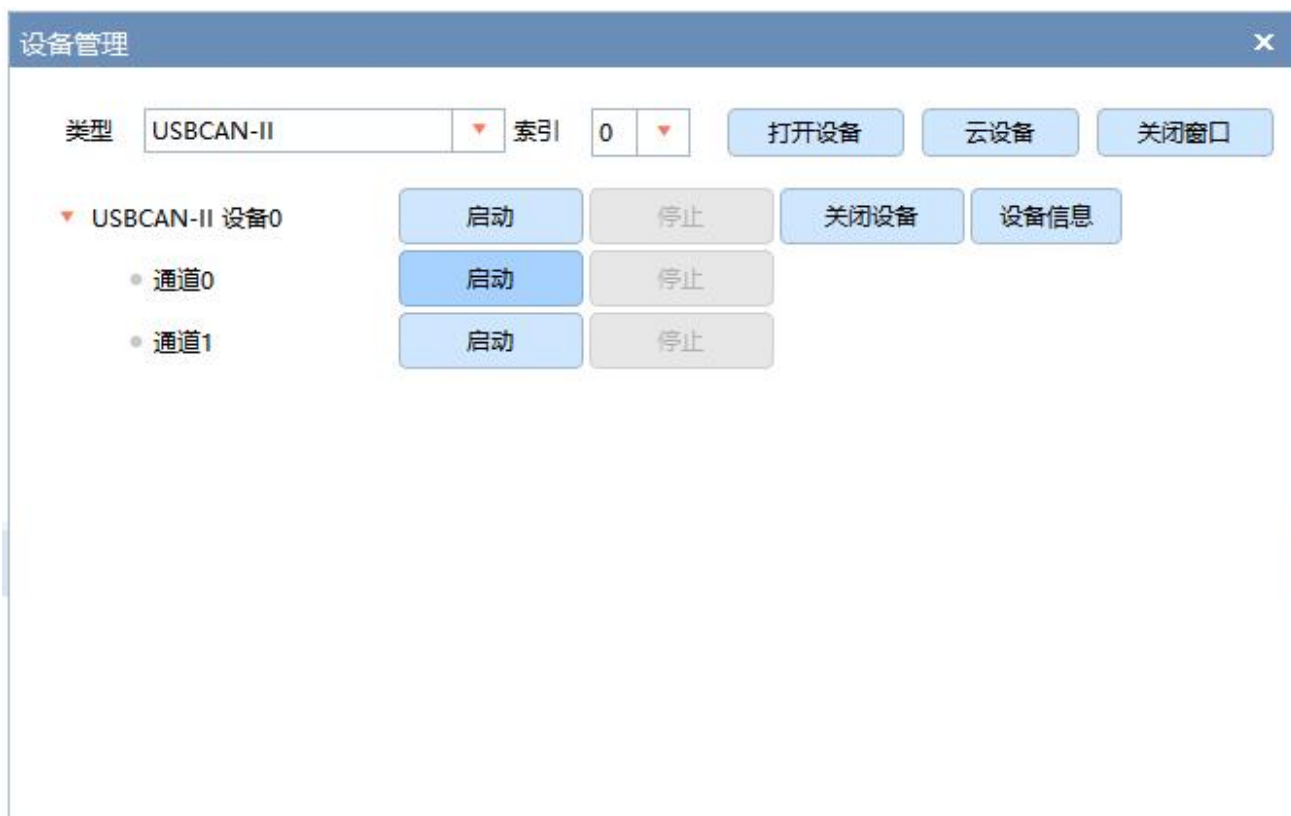 设备管理
类型 USBCAN-II 索引 0 打开设备 云设备 关闭窗口
USBCAN-II 设备0 启动 停止 关闭设备 设备信息
通道0 启动 停止
通道1 启动 停止